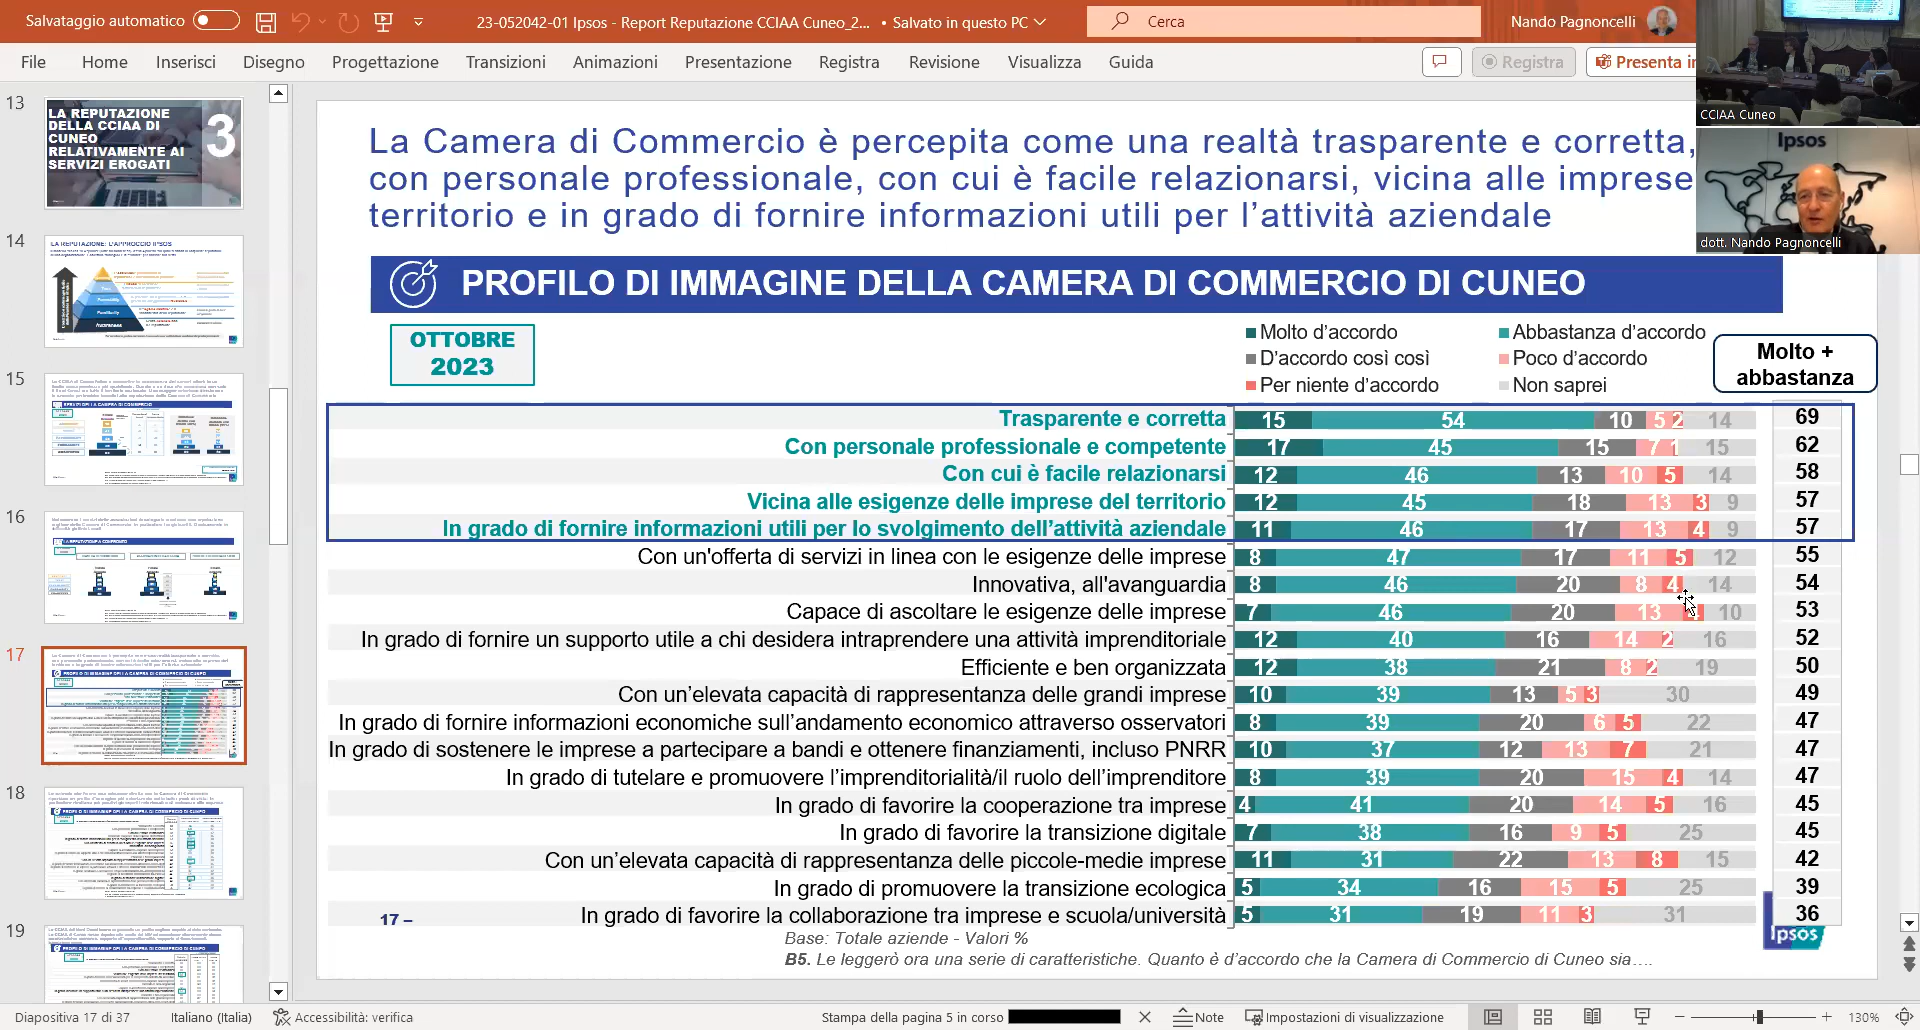 Salvataggio automatico
23-052042-01 Ipsos - Report Reputazione CCIAA Cuneo_2... • Salvato in questo PC
Cerca
Nando Pagnoncelli
File Home Inserisci Disegno Progettazione Transizioni Animazioni Presentazione Registra Revisione Visualizza Guida
Registra
Presenta in
CCIAA Cuneo
Ipsos
dott. Nando Pagnoncelli
13
LA REPUTAZIONE
DELLA CCIAA DI
CUNEO
RELATIVAMENTE AI
SERVIZI EROGATI
3
14
LA REPUTAZIONE: L'APPROCCIO IPSOS
15
16
17
18
19
La Camera di Commercio è percepita come una realtà trasparente e corretta,
con personale professionale, con cui è facile relazionarsi, vicina alle imprese
territorio e in grado di fornire informazioni utili per l'attività aziendale
PROFILO DI IMMAGINE DELLA CAMERA DI COMMERCIO DI CUNEO
OTTOBRE
2023
Molto d'accordo Abbastanza d'accordo
D'accordo così così Poco d'accordo
Per niente d'accordo Non saprei
Molto +
abbastanza
Trasparente e corretta 15 54 10 5 2 14 69
Con personale professionale e competente 17 45 15 7 1 15 62
Con cui è facile relazionarsi 12 46 13 10 5 14 58
Vicina alle esigenze delle imprese del territorio 12 45 18 13 3 9 57
In grado di fornire informazioni utili per lo svolgimento dell'attività aziendale 11 46 17 13 4 9 57
Con un'offerta di servizi in linea con le esigenze delle imprese 8 47 17 11 5 12 55
Innovativa, all'avanguardia 8 46 20 8 4 14 54
Capace di ascoltare le esigenze delle imprese 7 46 20 13 4 10 53
In grado di fornire un supporto utile a chi desidera intraprendere una attività imprenditoriale 12 40 16 14 2 16 52
Efficiente e ben organizzata 12 38 21 8 2 19 50
Con un'elevata capacità di rappresentanza delle grandi imprese 10 39 13 5 3 30 49
In grado di fornire informazioni economiche sull'andamento economico attraverso osservatori 8 39 20 6 5 22 47
In grado di sostenere le imprese a partecipare a bandi e ottenere finanziamenti, incluso PNRR 10 37 12 13 7 21 47
In grado di tutelare e promuovere l'imprenditorialità/il ruolo dell'imprenditore 8 39 20 15 4 14 47
In grado di favorire la cooperazione tra imprese 4 41 20 14 5 16 45
In grado di favorire la transizione digitale 7 38 16 9 5 25 45
Con un'elevata capacità di rappresentanza delle piccole-medie imprese 11 31 22 13 8 15 42
In grado di promuovere la transizione ecologica 5 34 16 15 5 25 39
In grado di favorire la collaborazione tra imprese e scuola/università 5 31 19 11 3 31 36
17 –
Base: Totale aziende - Valori %
B5. Le leggerò ora una serie di caratteristiche. Quanto è d'accordo che la Camera di Commercio di Cuneo sia....
Ipsos
Diapositiva 17 di 37 Italiano (Italia) Accessibilità: verifica Stampa della pagina 5 in corso Note Impostazioni di visualizzazione 130%